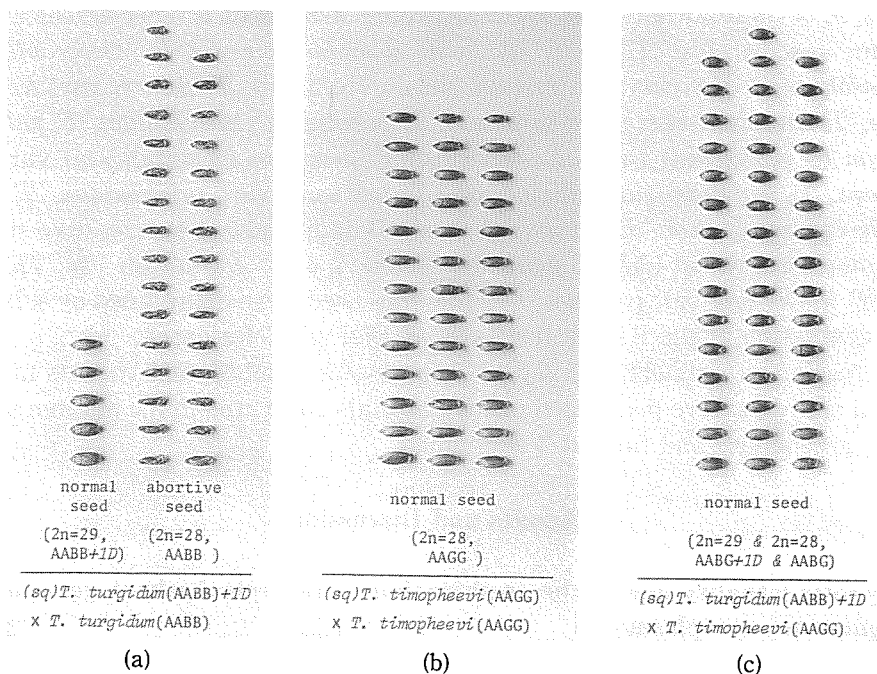 normal
seed
abortive
seed
(2n=29,
AABB+1D)
(2n=28,
AABB )
(sq)T. turgidum(AABB)+1D
x T. turgidum(AABB)
(a)
normal seed
(2n=28,
AAGG )
(sq)T. timopheevi(AAGG)
x T. timopheevi(AAGG)
(b)
normal seed
(2n=29 & 2n=28,
AABG+1D & AABG)
(sq)T. turgidum(AABB)+1D
x T. timopheevi(AAGG)
(c)